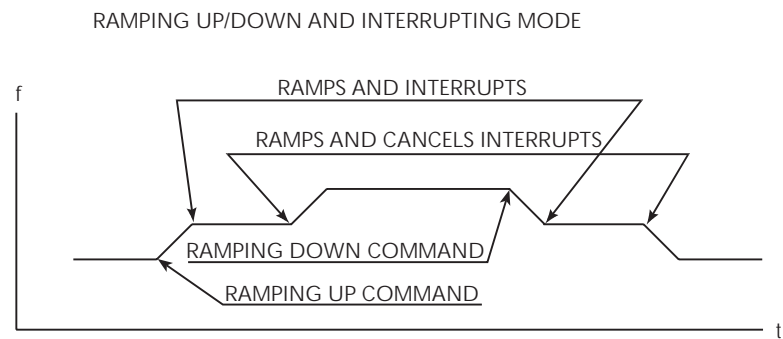 RAMPING UP/DOWN AND INTERRUPTING MODE
f
RAMPS AND INTERRUPTS
RAMPS AND CANCELS INTERRUPTS
RAMPING DOWN COMMAND
RAMPING UP COMMAND
t